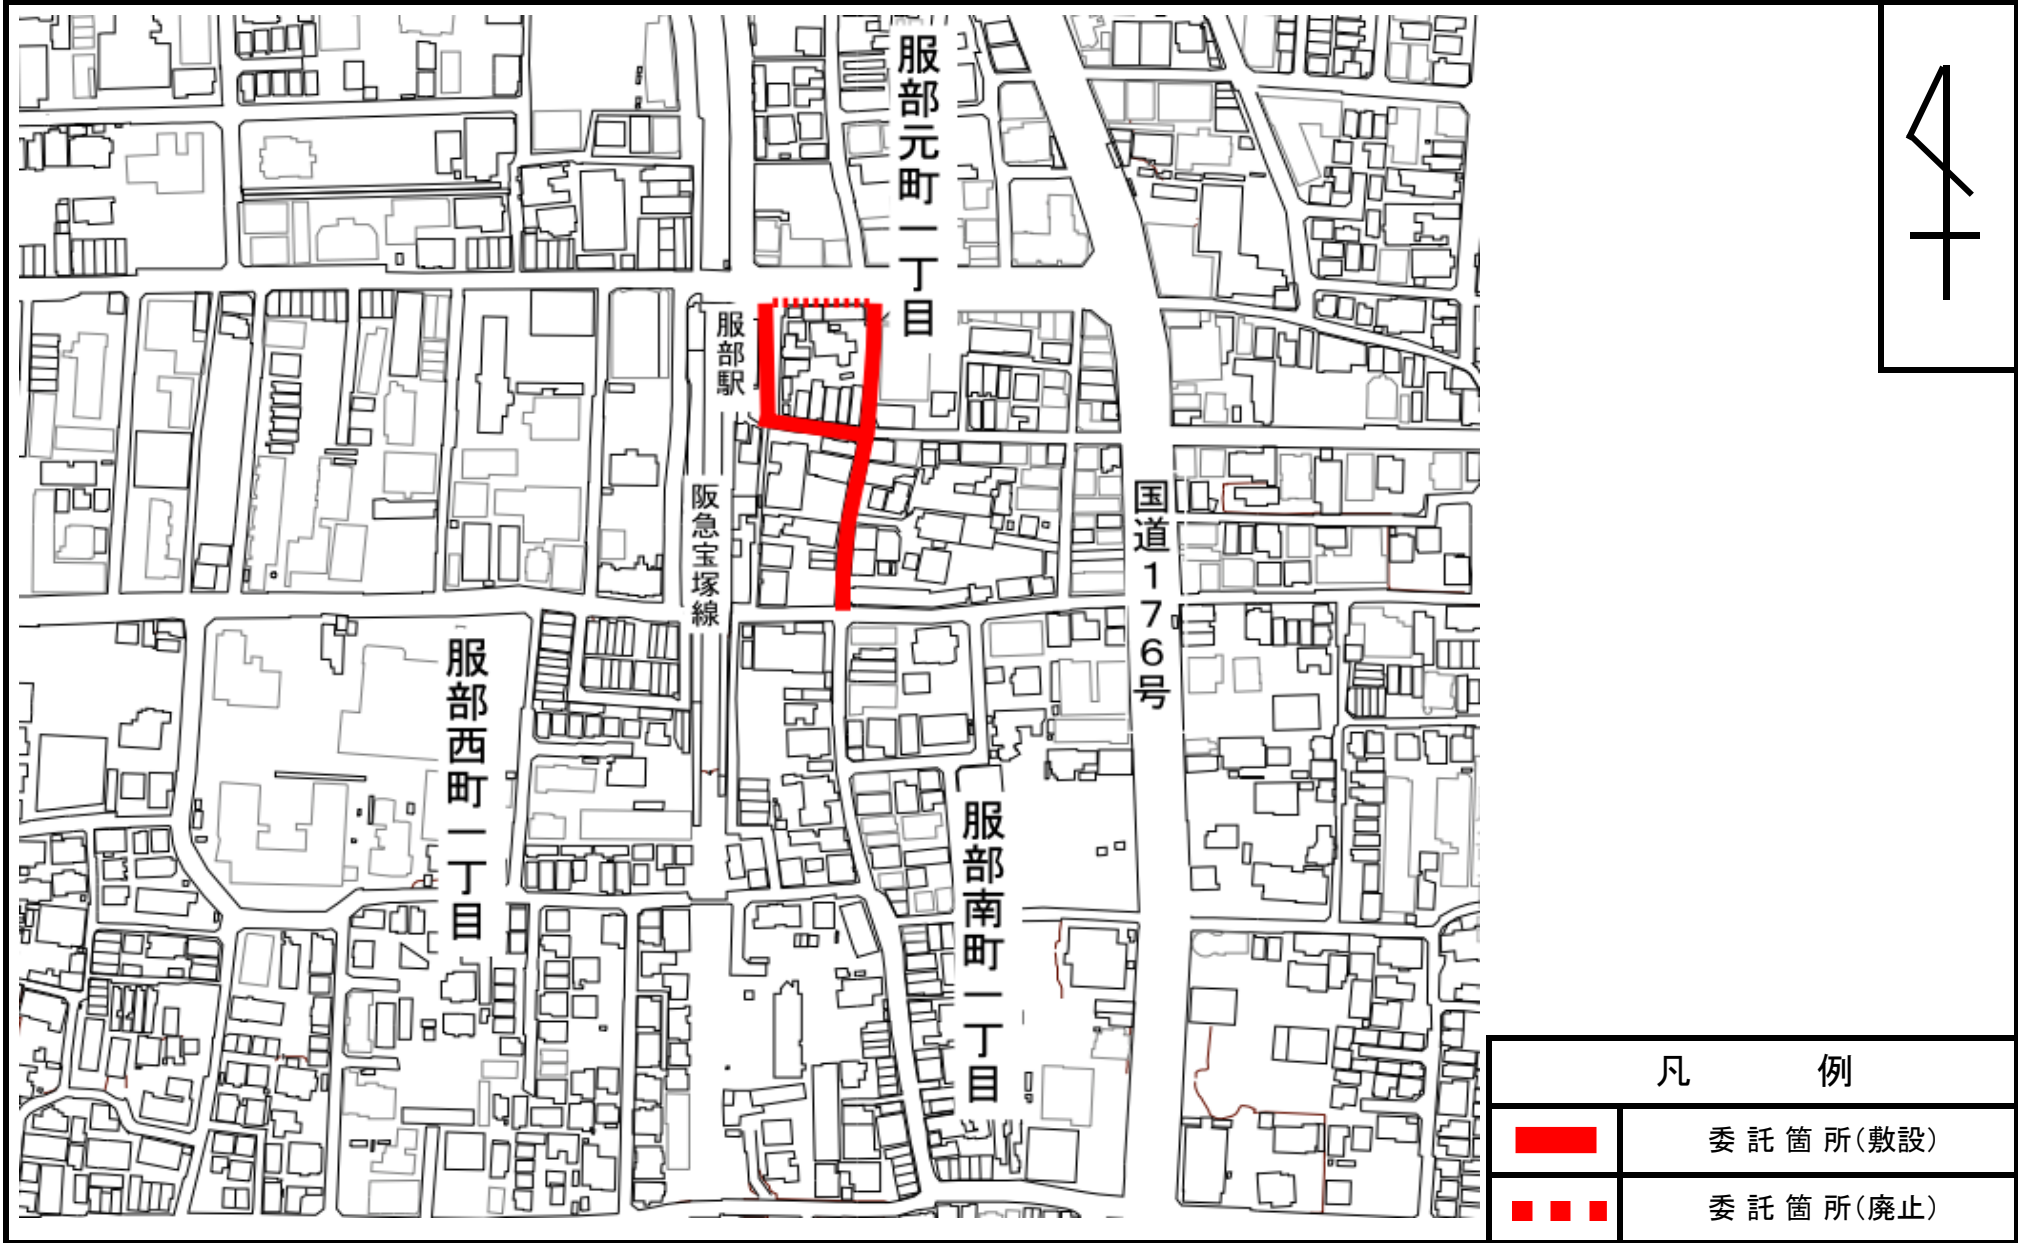 服部元町一丁目
服部駅
阪急宝塚線
国道176号
服部西町一丁目
服部南町一丁目
凡 例
委託箇所(敷設)
委託箇所(廃止)